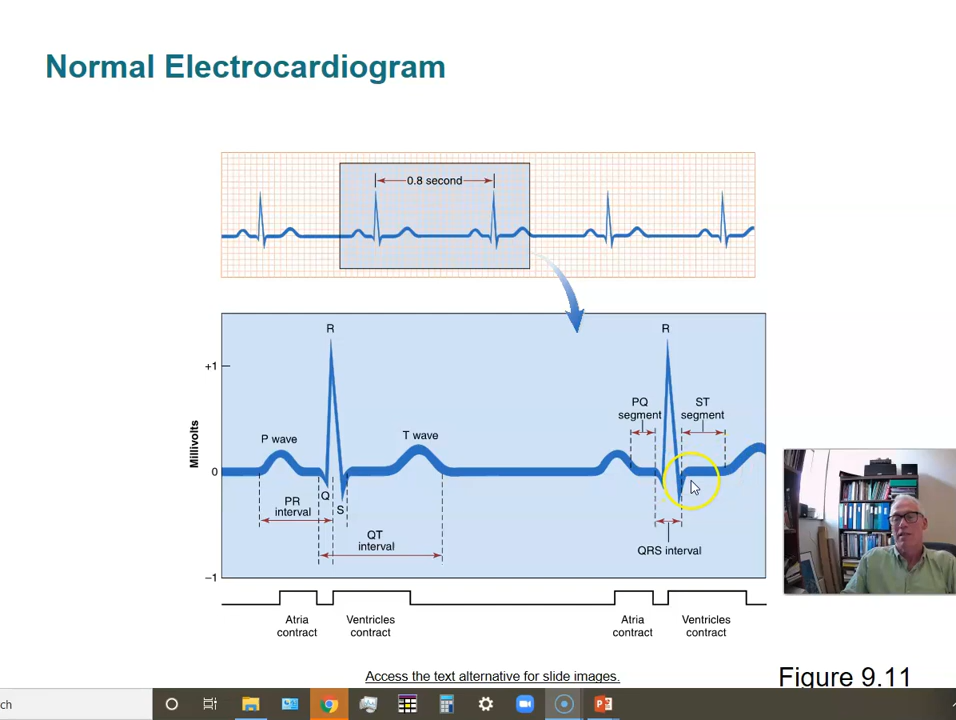 Normal Electrocardiogram
0.8 second
R
R
+1
PQ
segment
ST
segment
P wave
T wave
Millivolts
0
Q
S
PR
interval
QT
interval
QRS interval
−1
Atria
contract
Ventricles
contract
Atria
contract
Ventricles
contract
Access the text alternative for slide images.
Figure 9.11
ch